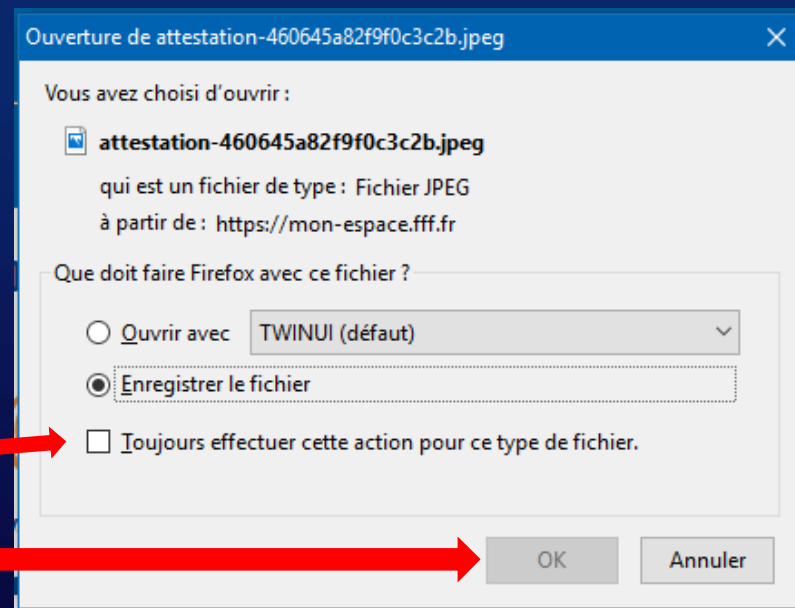 Ouverture de attestation-460645a82f9f0c3c2b.jpeg
Vous avez choisi d'ouvrir :
attestation-460645a82f9f0c3c2b.jpeg
qui est un fichier de type : Fichier JPEG
à partir de : https://mon-espace.fff.fr
Que doit faire Firefox avec ce fichier ?
Ouvrir avec TWINUI (défaut)
Enregistrer le fichier
Toujours effectuer cette action pour ce type de fichier.
OK Annuler